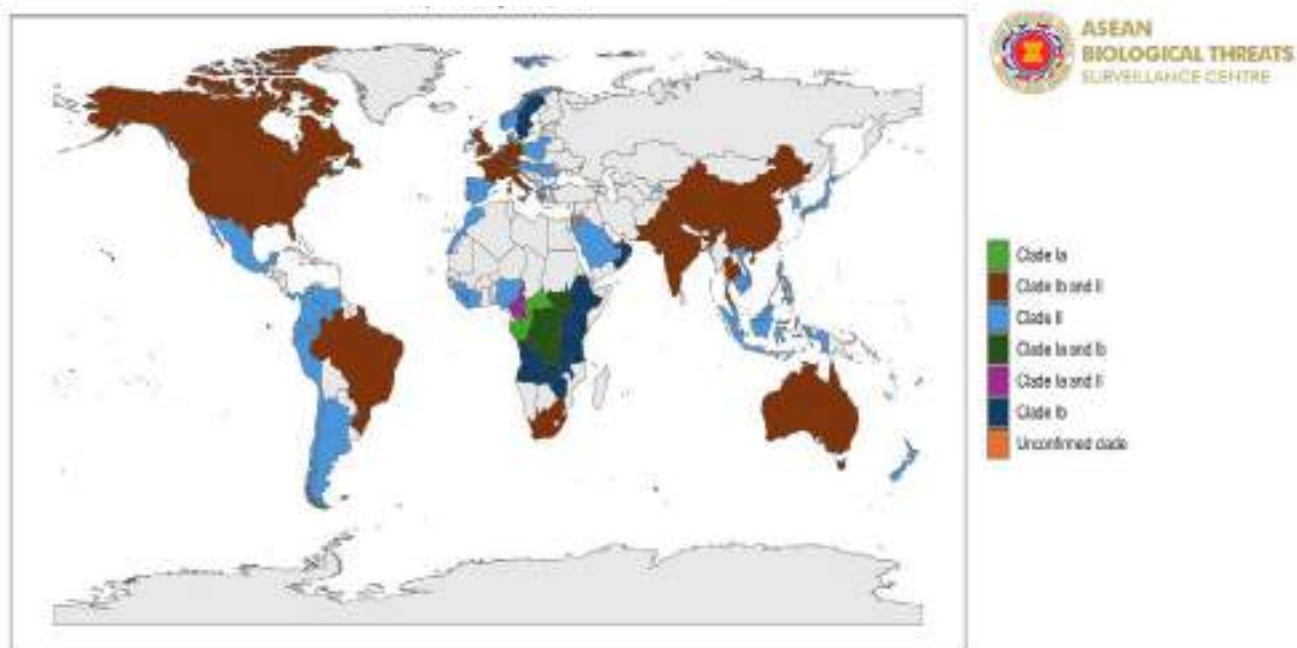 ASEAN
BIOLOGICAL THREATS
SURVEILLANCE CENTRE
Clade Ia
Clade Ib and II
Clade II
Clade Ia and Ib
Clade Ia and II
Clade Ib
Unconfirmed clade